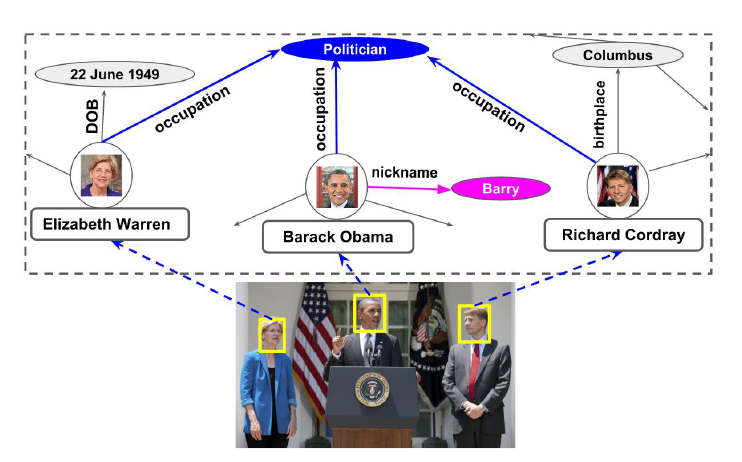 Politician
Columbus
22 June 1949
DOB
occupation
occupation
occupation
birthplace
nickname
Barry
Elizabeth Warren
Barack Obama
Richard Cordray